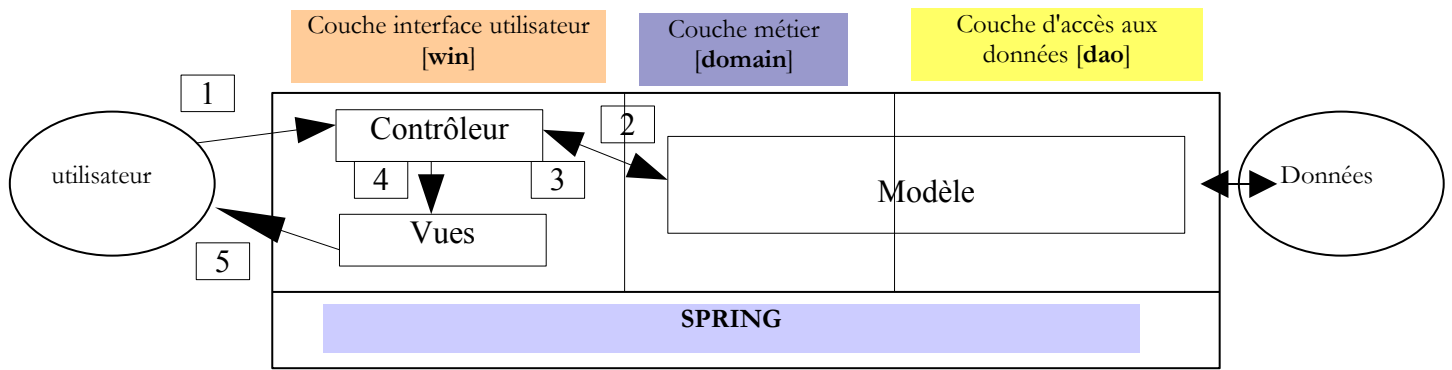 Couche interface utilisateur
[win]
Couche métier
[domain]
Couche d'accès aux
données [dao]
1
Contrôleur
2
utilisateur
4
3
Modèle
Données
Vues
5
SPRING